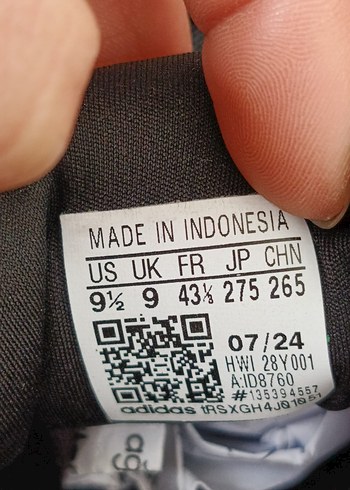 MADE IN INDONESIA
US UK FR JP CHN
9½ 9 43⅓ 275 265
07/24
HWI 28Y001
A:ID8760
#135394557
adidas